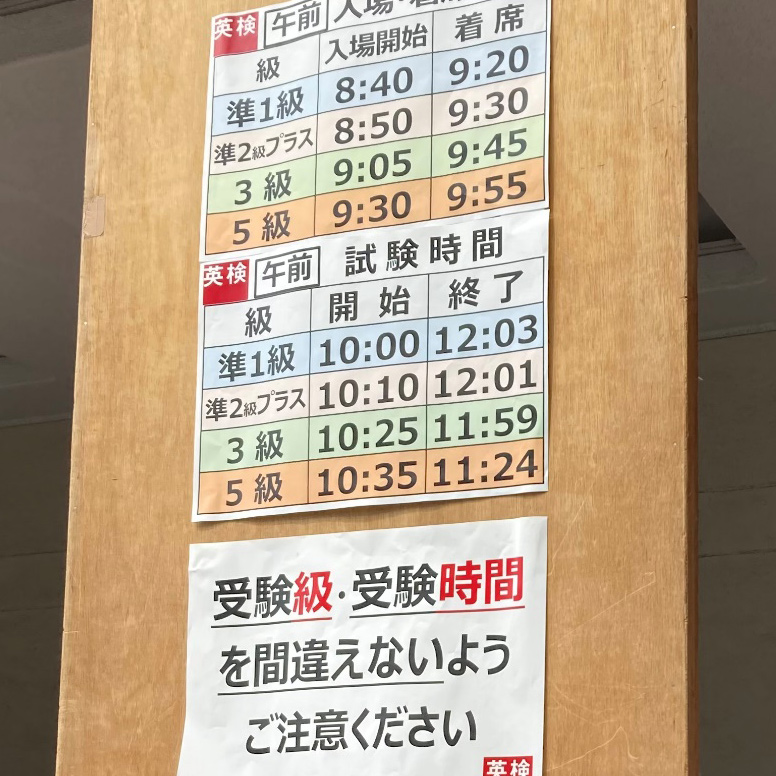 英検 午前 入場・着席
級 入場開始 着席
準1級 8:40 9:20
準2級プラス 8:50 9:30
3級 9:05 9:45
5級 9:30 9:55
英検 午前 試験時間
級 開始 終了
準1級 10:00 12:03
準2級プラス 10:10 12:01
3級 10:25 11:59
5級 10:35 11:24
受験級・受験時間
を間違えないよう
ご注意ください
英検